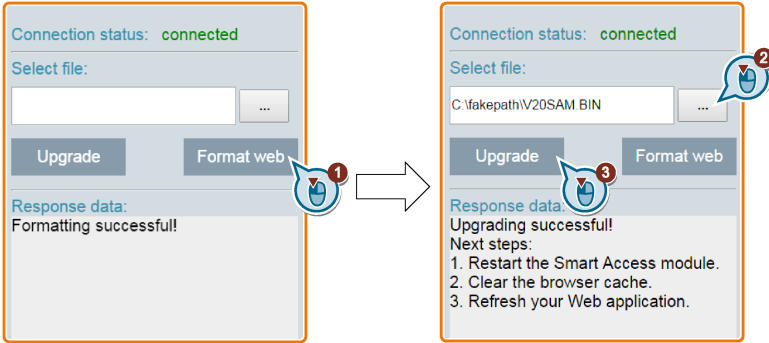 Connection status: connected
Select file:
...
Upgrade
Format web
1
Response data:
Formatting successful!
Connection status: connected
Select file:
2
C:\fakepath\V20SAM.BIN
...
Upgrade
Format web
3
Response data:
Upgrading successful!
Next steps:
1. Restart the Smart Access module.
2. Clear the browser cache.
3. Refresh your Web application.